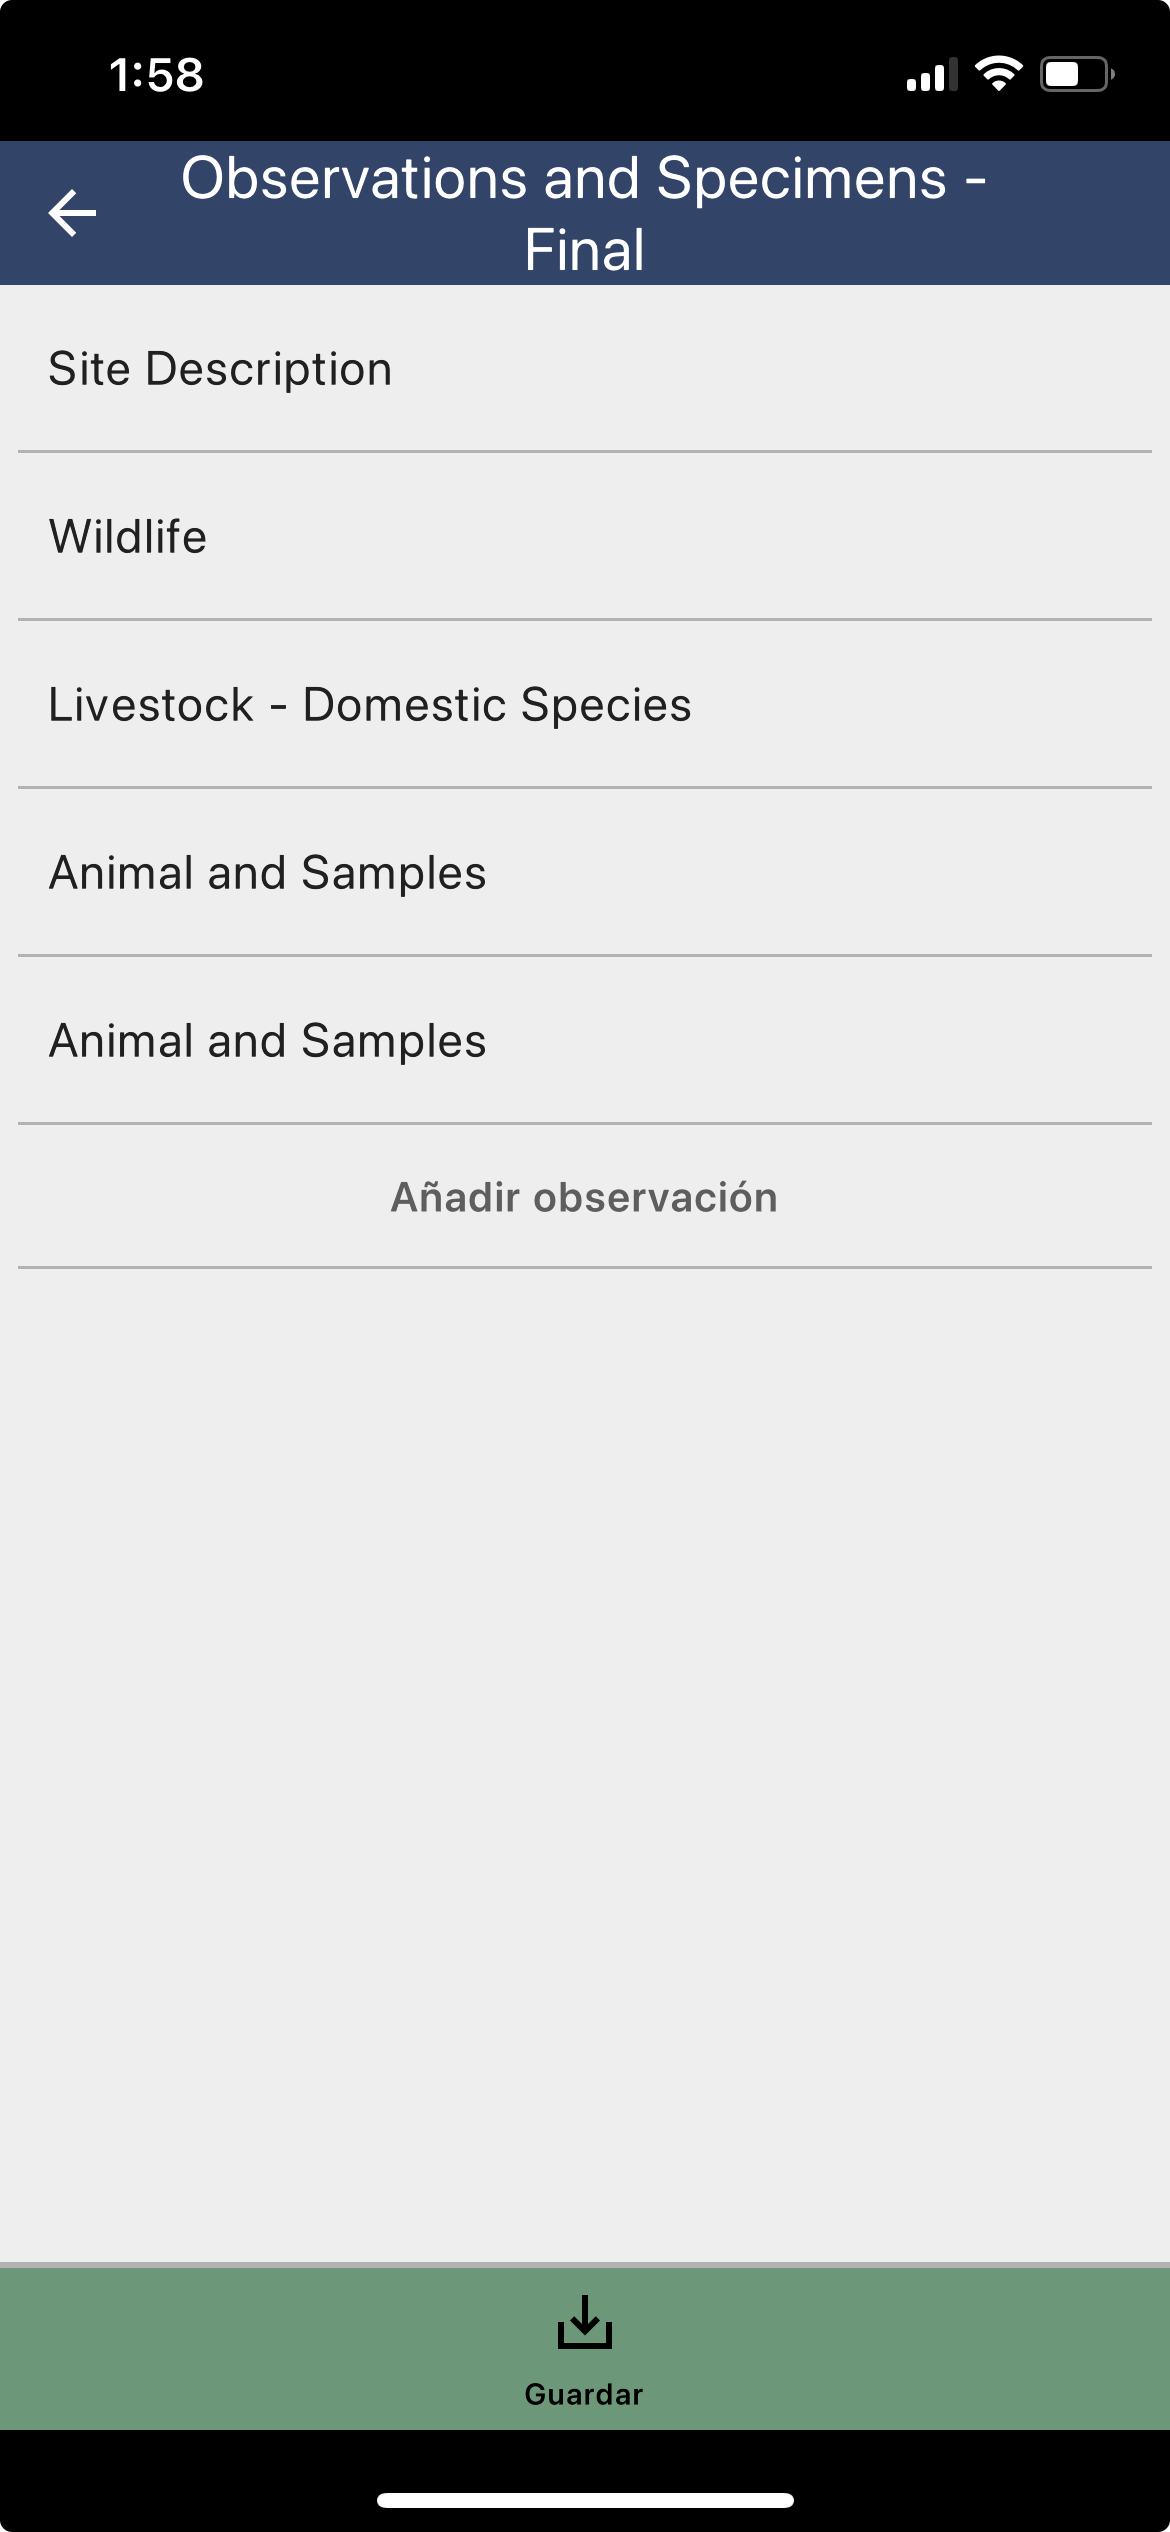 1:58
Observations and Specimens -
Final
Site Description
Wildlife
Livestock - Domestic Species
Animal and Samples
Animal and Samples
Añadir observación
Guardar